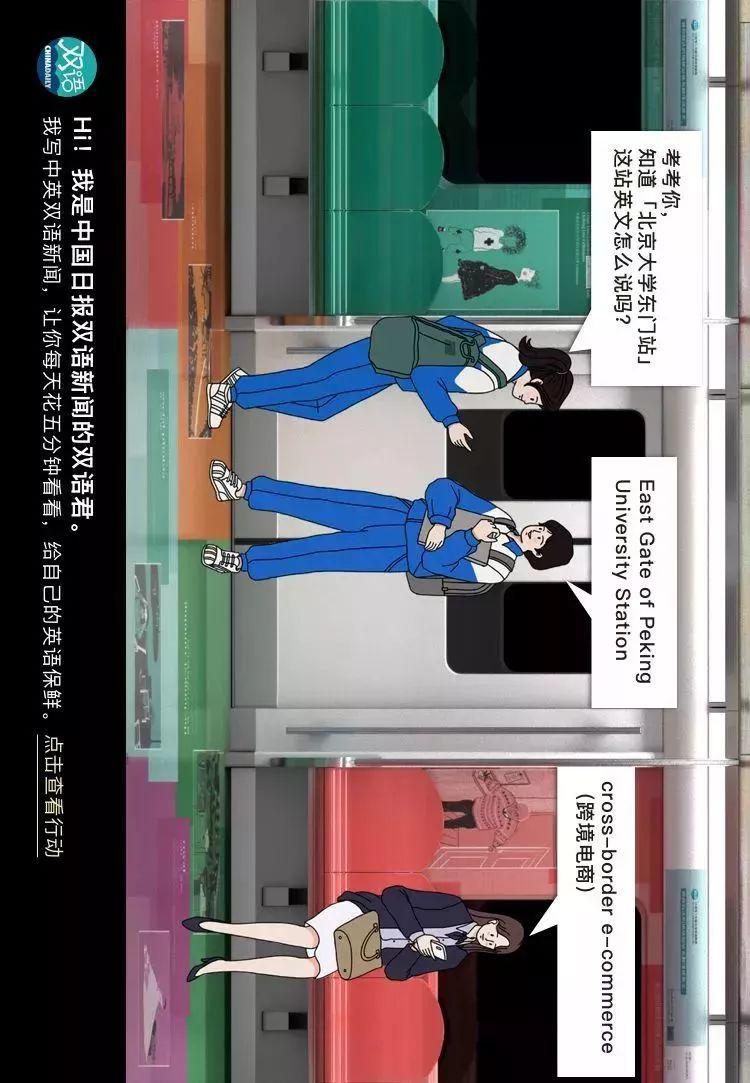 考考你，
知道「北京大学东门站」
这站英文怎么说吗？
East Gate of Peking
University Station
cross-border e-commerce
（跨境电商）
双语
CHINADAILY
Hi！我是中国日报双语新闻的双语君。
我写中英双语新闻，让你每天花五分钟看看，给自己的英语保鲜。点击查看行动